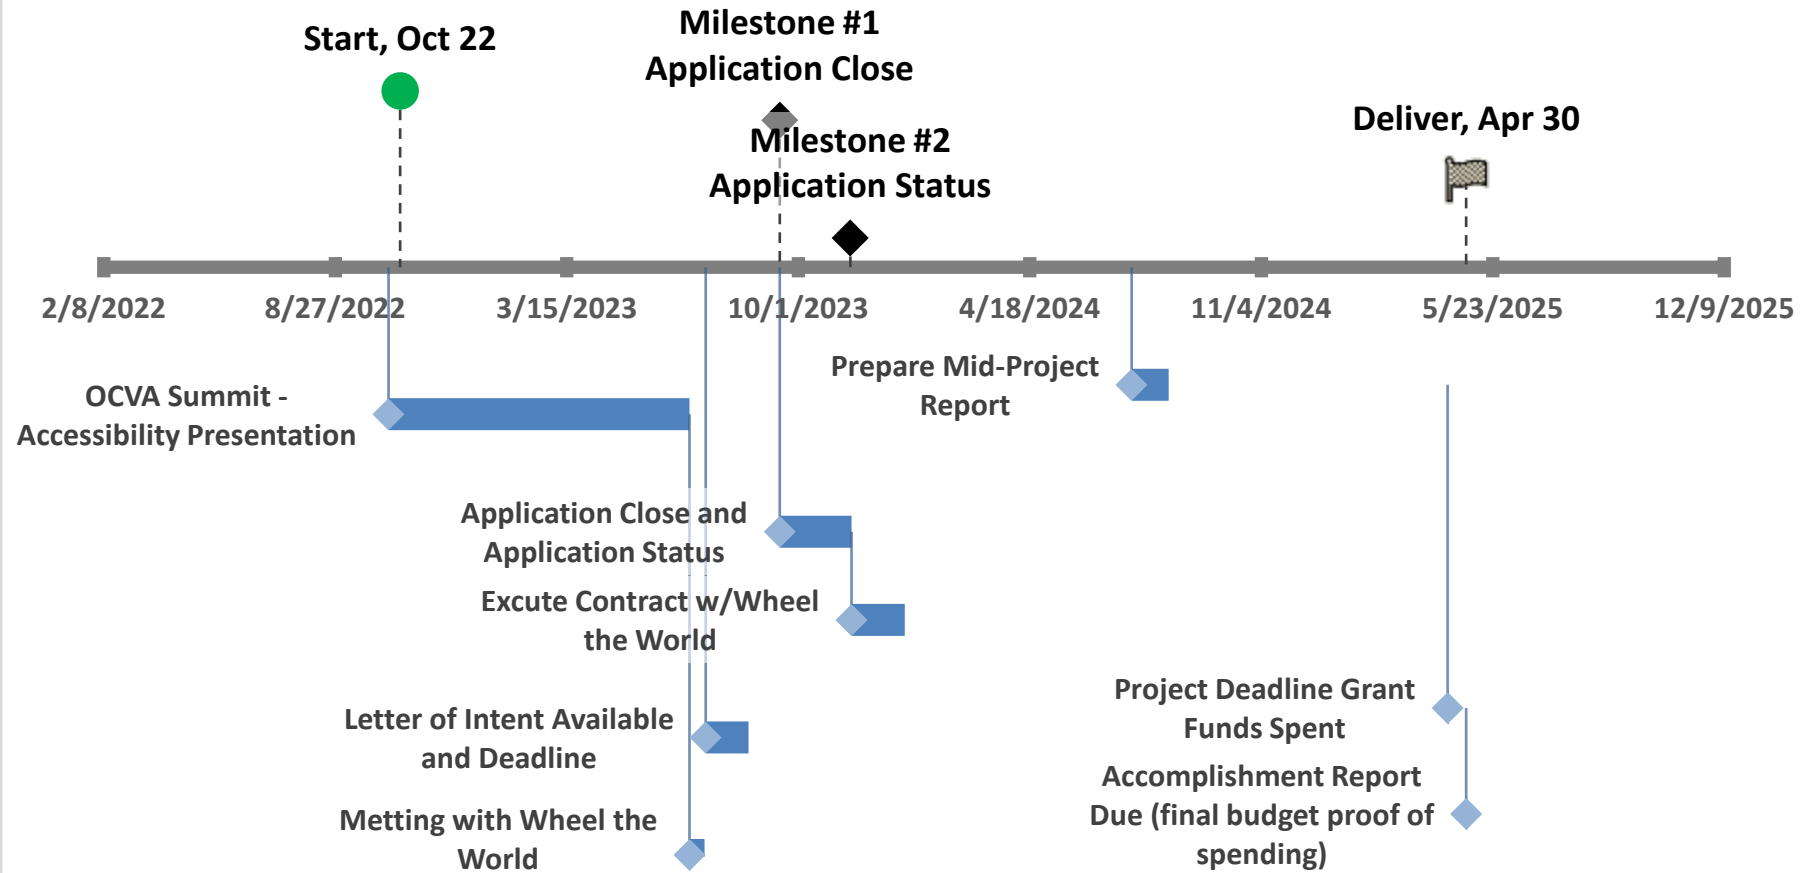 Start, Oct 22
Milestone #1
Application Close
Milestone #2
Application Status
Deliver, Apr 30
2/8/2022
8/27/2022
3/15/2023
10/1/2023
4/18/2024
11/4/2024
5/23/2025
12/9/2025
Prepare Mid-Project
Report
OCVA Summit -
Accessibility Presentation
Application Close and
Application Status
Excute Contract w/Wheel
the World
Letter of Intent Available
and Deadline
Metting with Wheel the
World
Project Deadline Grant
Funds Spent
Accomplishment Report
Due (final budget proof of
spending)